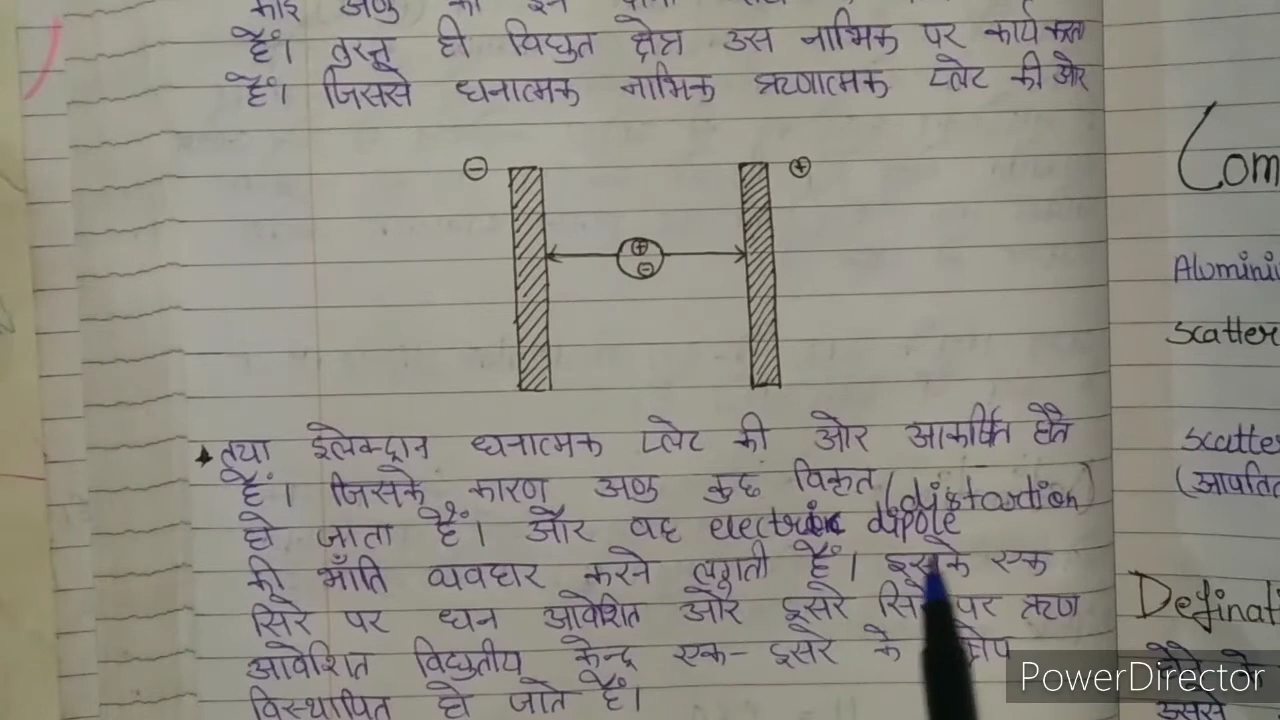 है। तुरन्त ही विधुत क्षेत्र उस नाभिक पर कार्य करता
है। जिससे धनात्मक नाभिक ऋणात्मक प्लेट की ओर
⊖ ⊕
⊕
⊖
तथा इलेक्ट्रान धनात्मक प्लेट की ओर आकर्षित होते
है। जिसके कारण अणु कुछ विकृत (distortion)
हो जाता है। और वह electric dipole
की भाँति व्यवहार करने लगती है। इसके एक
सिरे पर धन आवेशित और दूसरे सिरे पर ऋण
आवेशित विधुतीय केन्द्र एक-दूसरे के
विस्थापित हो जाते है।
Com
Alumini
Scatter
Scatte
(आपतित
Definat
PowerDirector